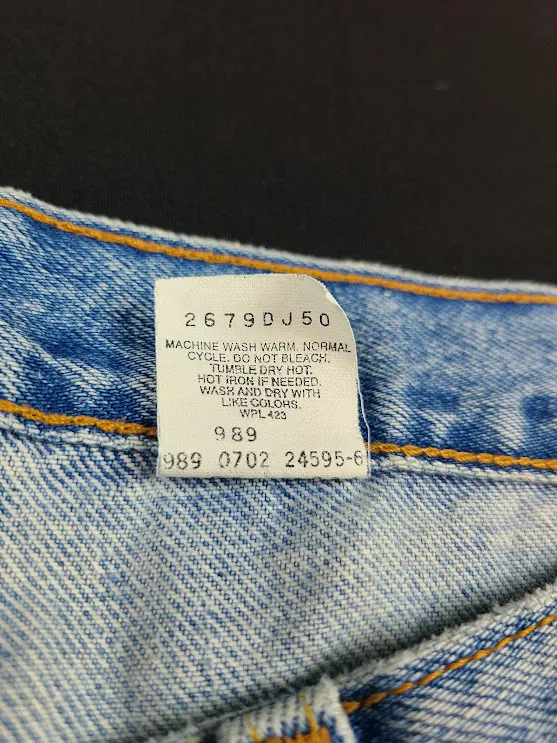 2679DJ50
MACHINE WASH WARM. NORMAL
CYCLE. DO NOT BLEACH.
TUMBLE DRY HOT.
HOT IRON IF NEEDED.
WASH AND DRY WITH
LIKE COLORS.
WPL 423
989
989 0702 24595-6